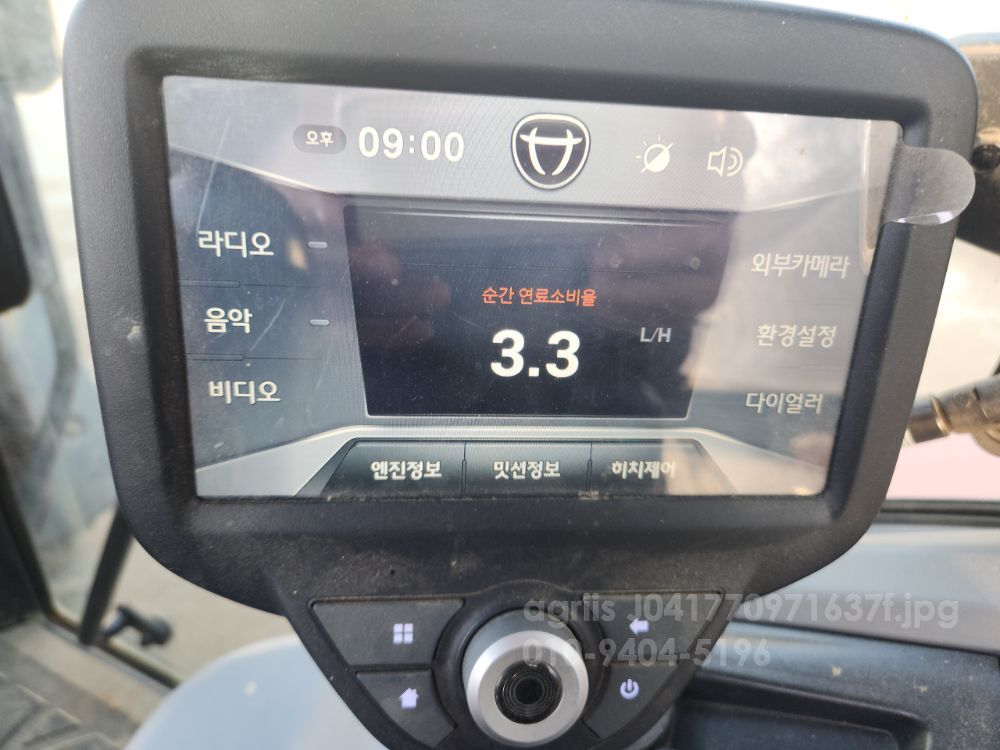 오후 09:00
라디오
음악
비디오
순간 연료소비율
3.3 L/H
외부카메라
환경설정
다이얼러
엔진정보 밋션정보 히치제어
agriis J041770971637f.jpg
010-9404-5196